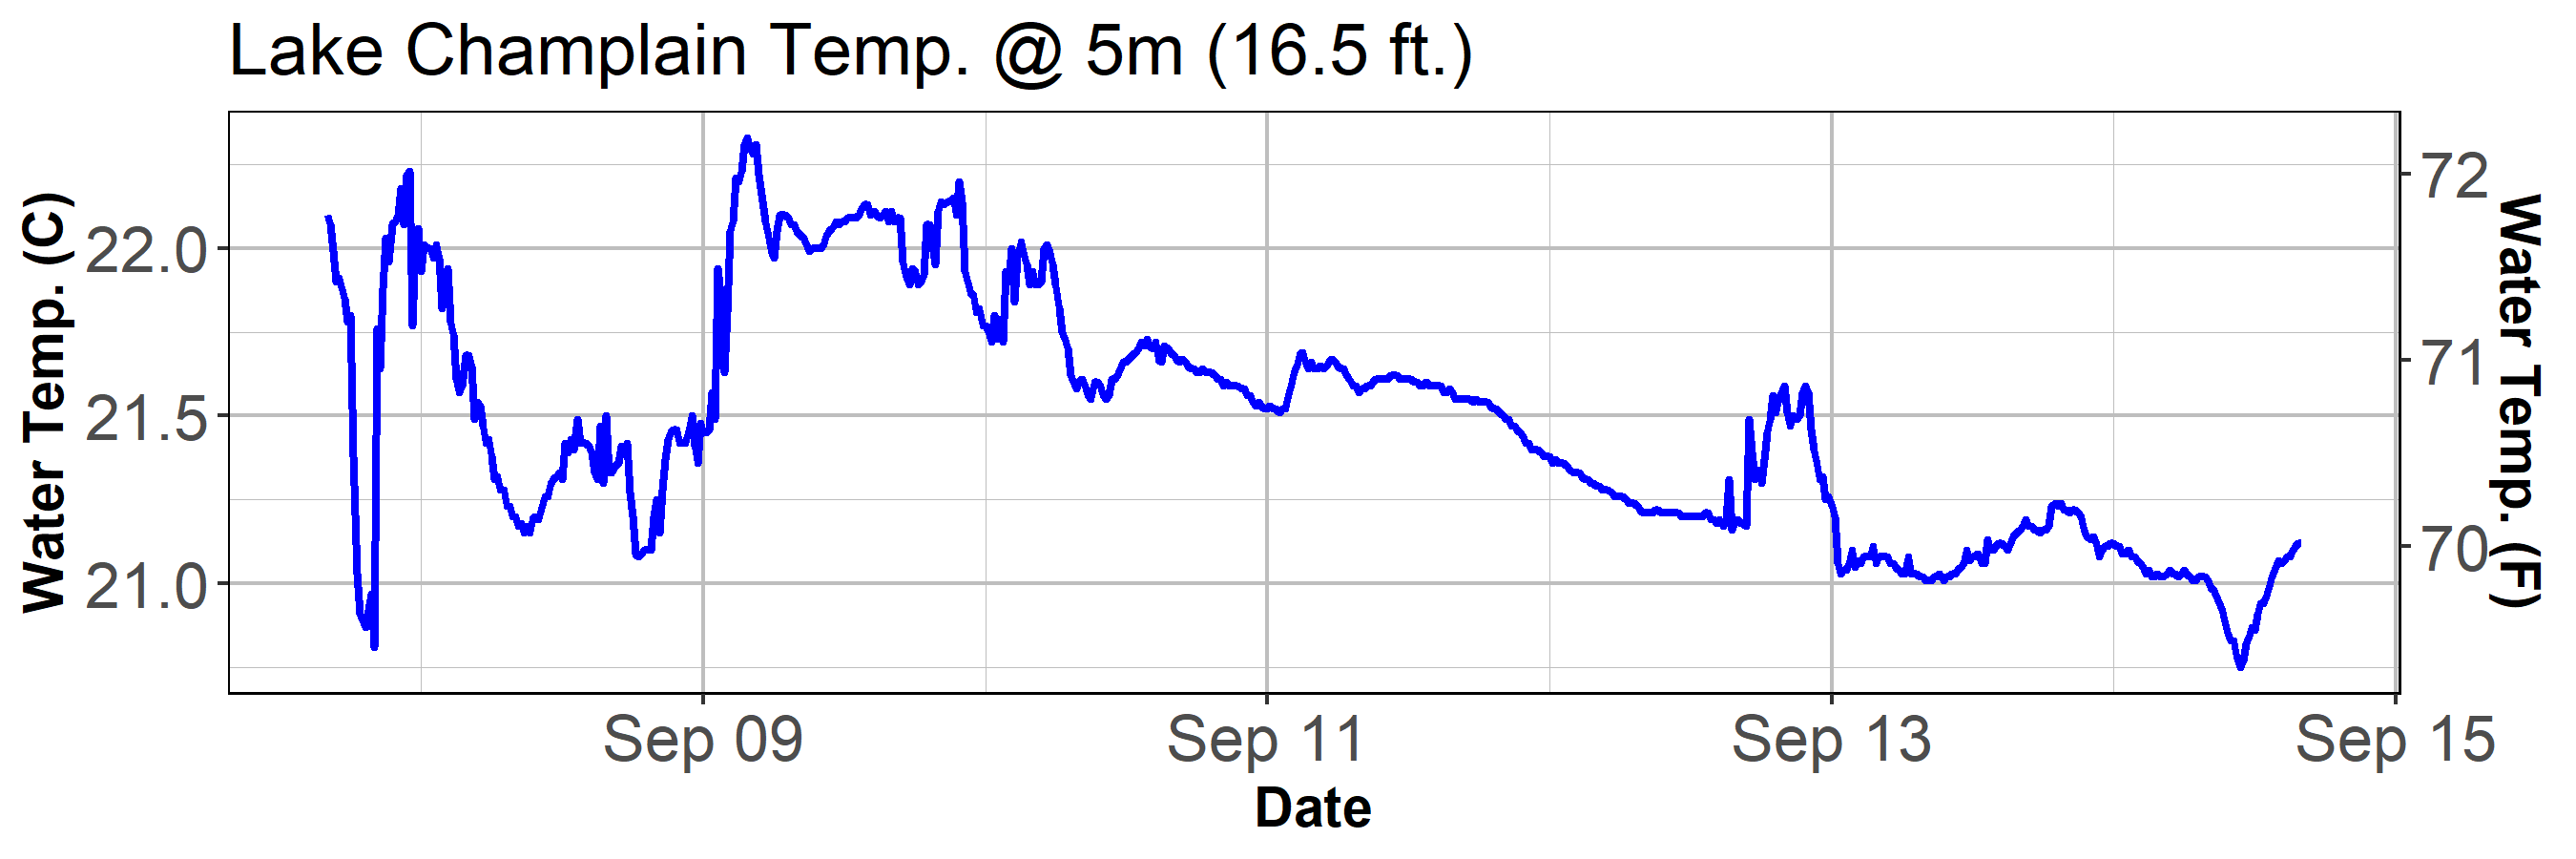 Lake Champlain Temp. @ 5m (16.5 ft.)
Water Temp. (C)
22.0
21.5
21.0
72
71
70
Water Temp. (F)
Sep 09
Sep 11
Sep 13
Sep 15
Date